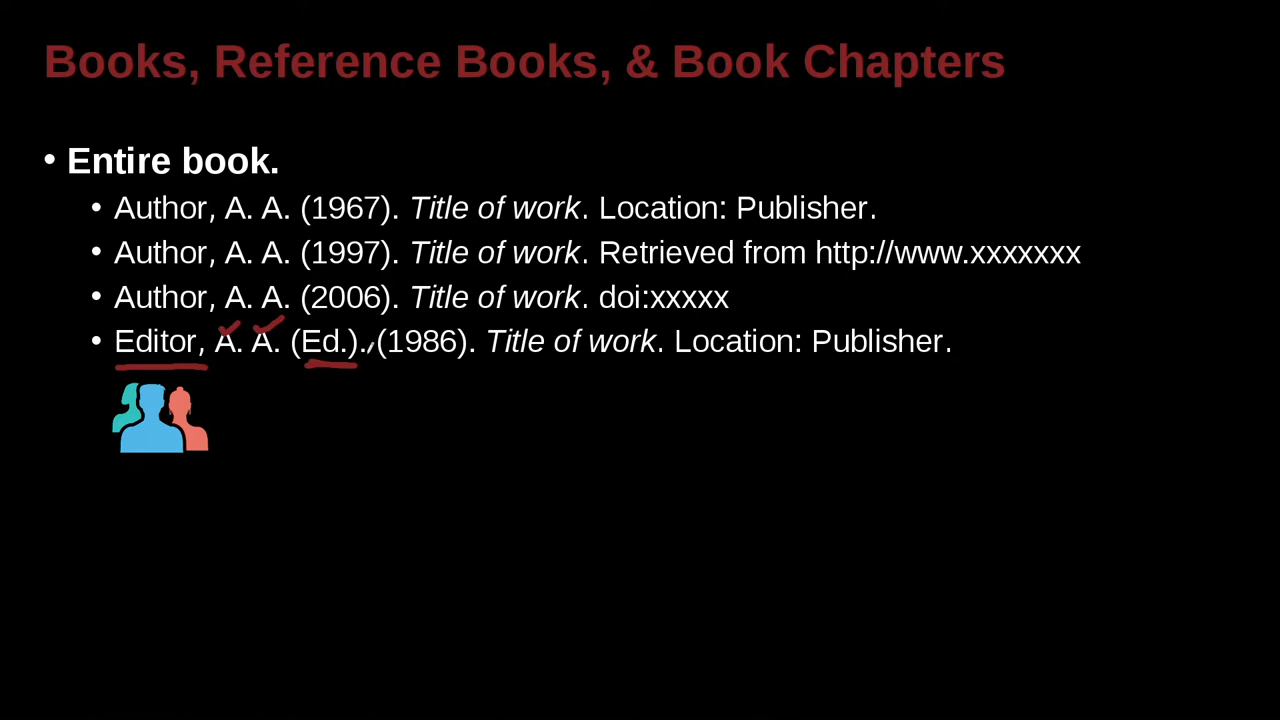 Books, Reference Books, & Book Chapters
• Entire book.
• Author, A. A. (1967). Title of work. Location: Publisher.
• Author, A. A. (1997). Title of work. Retrieved from http://www.xxxxxxx
• Author, A. A. (2006). Title of work. doi:xxxxx
• Editor, A. A. (Ed.). (1986). Title of work. Location: Publisher.